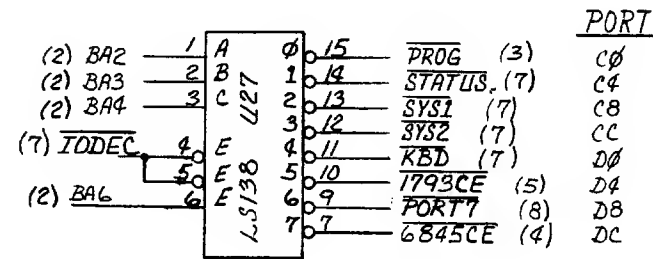 PORT
(2) BA2 1 A Ø 15 PROG (3) CØ
(2) BA3 2 B 1 14 STATUS. (7) C4
(2) BA4 3 C U27 2 13 SYS1 (7) C8
3 12 SYS2 (7) CC
(7) IODEC 4 E 4 11 KBD (7) DØ
5 E 5 10 1793CE (5) D4
(2) BA6 6 E LS138 6 9 PORT7 (8) D8
7 7 6845CE (4) DC